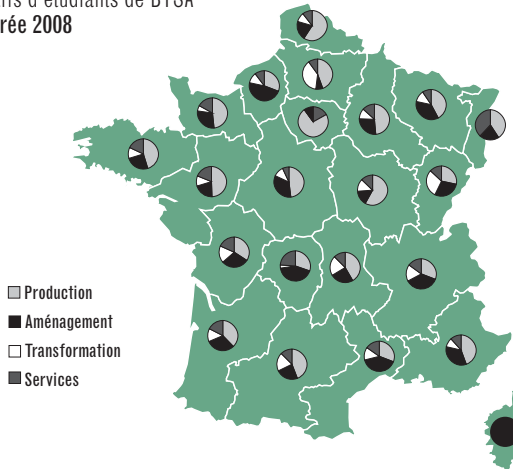 d'étudiants de BTSA
rée 2008
Production
Aménagement
Transformation
Services